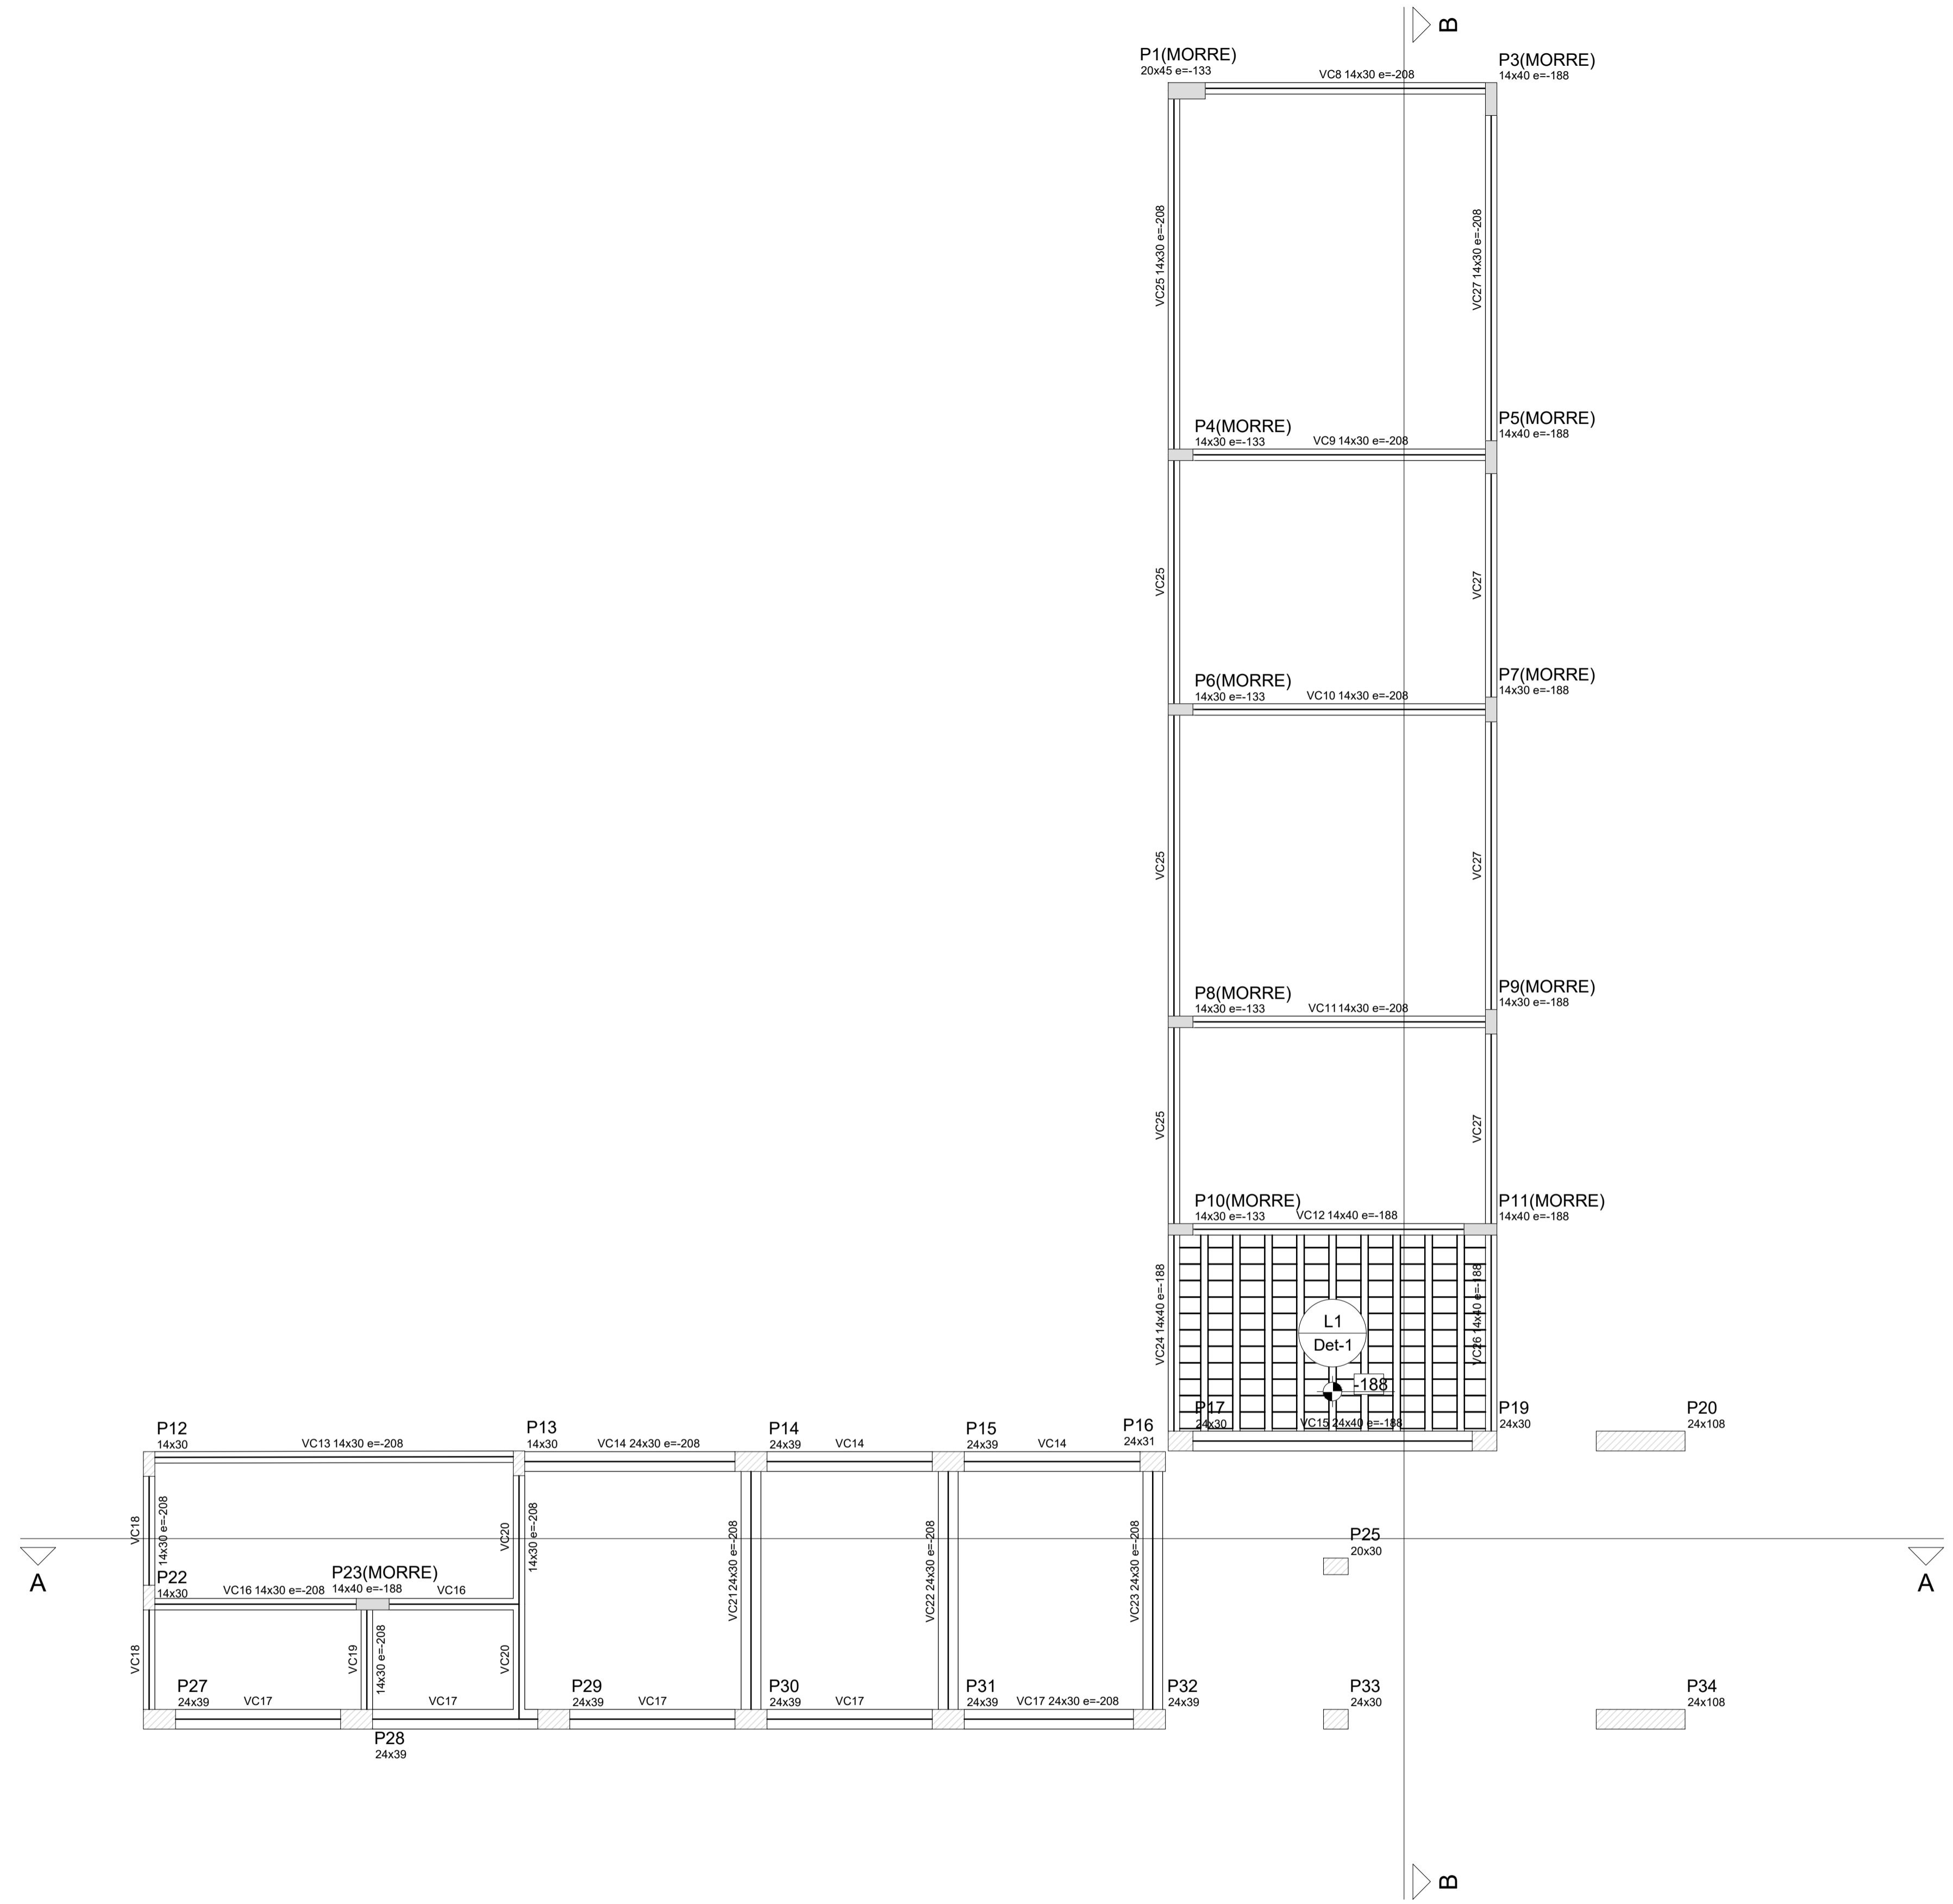 B
P1(MORRE)
20x45 e=-133
VC8 14x30 e=-208
P3(MORRE)
14x40 e=-188
VC25 14x30 e=-208
VC27 14x30 e=-208
P4(MORRE)
14x30 e=-133
VC9 14x30 e=-208
P5(MORRE)
14x40 e=-188
VC25
VC27
P6(MORRE)
14x30 e=-133
VC10 14x30 e=-208
P7(MORRE)
14x30 e=-188
VC25
VC27
P8(MORRE)
14x30 e=-133
VC11 14x30 e=-208
P9(MORRE)
14x30 e=-188
VC25
VC27
P10(MORRE)
14x30 e=-133
VC12 14x40 e=-188
P11(MORRE)
14x40 e=-188
VC24 14x40 e=-188
L1
Det-1
VC26 14x40 e=-188
-188
P17
24x30
VC15 24x40 e=-188
P19
24x30
P20
24x108
P12
14x30
VC13 14x30 e=-208
P13
14x30
VC14 24x30 e=-208
P14
24x39
VC14
P15
24x39
VC14
P16
24x31
VC18
14x30 e=-208
VC20
14x30 e=-208
VC21 24x30 e=-208
VC22 24x30 e=-208
VC23 24x30 e=-208
P25
20x30
A
A
P22
14x30
VC16 14x30 e=-208
P23(MORRE)
14x40 e=-188
VC16
VC18
VC19
14x30 e=-208
VC20
P27
24x39
VC17
VC17
P28
24x39
P29
24x39
VC17
P30
24x39
VC17
P31
24x39
VC17 24x30 e=-208
P32
24x39
P33
24x30
P34
24x108
B